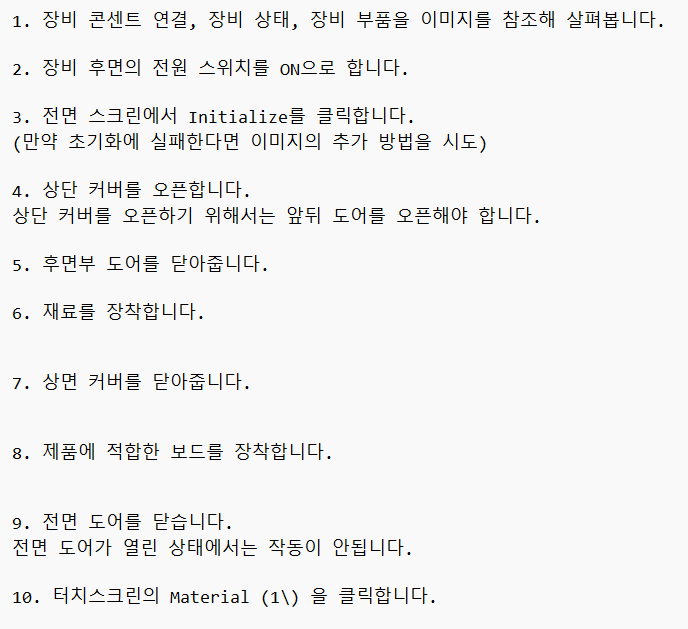 1. 장비 콘센트 연결, 장비 상태, 장비 부품을 이미지를 참조해 살펴봅니다.
2. 장비 후면의 전원 스위치를 ON으로 합니다.
3. 전면 스크린에서 Initialize를 클릭합니다.
(만약 초기화에 실패한다면 이미지의 추가 방법을 시도)
4. 상단 커버를 오픈합니다.
상단 커버를 오픈하기 위해서는 앞뒤 도어를 오픈해야 합니다.
5. 후면부 도어를 닫아줍니다.
6. 재료를 장착합니다.
7. 상면 커버를 닫아줍니다.
8. 제품에 적합한 보드를 장착합니다.
9. 전면 도어를 닫습니다.
전면 도어가 열린 상태에서는 작동이 안됩니다.
10. 터치스크린의 Material (1\) 을 클릭합니다.